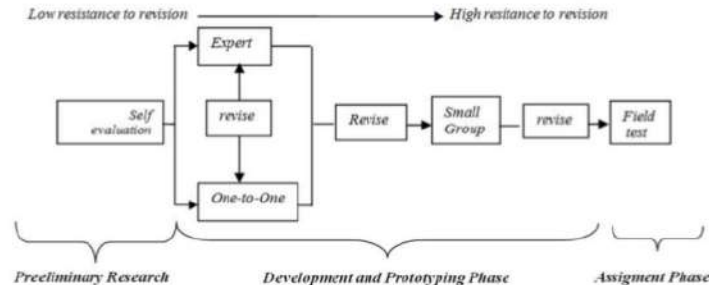 Low resistance to revision
High resitance to revision
Expert
Self
evaluation
revise
Revise
Small
Group
revise
Field
test
One-to-One
Preeliminary Research
Development and Prototyping Phase
Assigment Phase